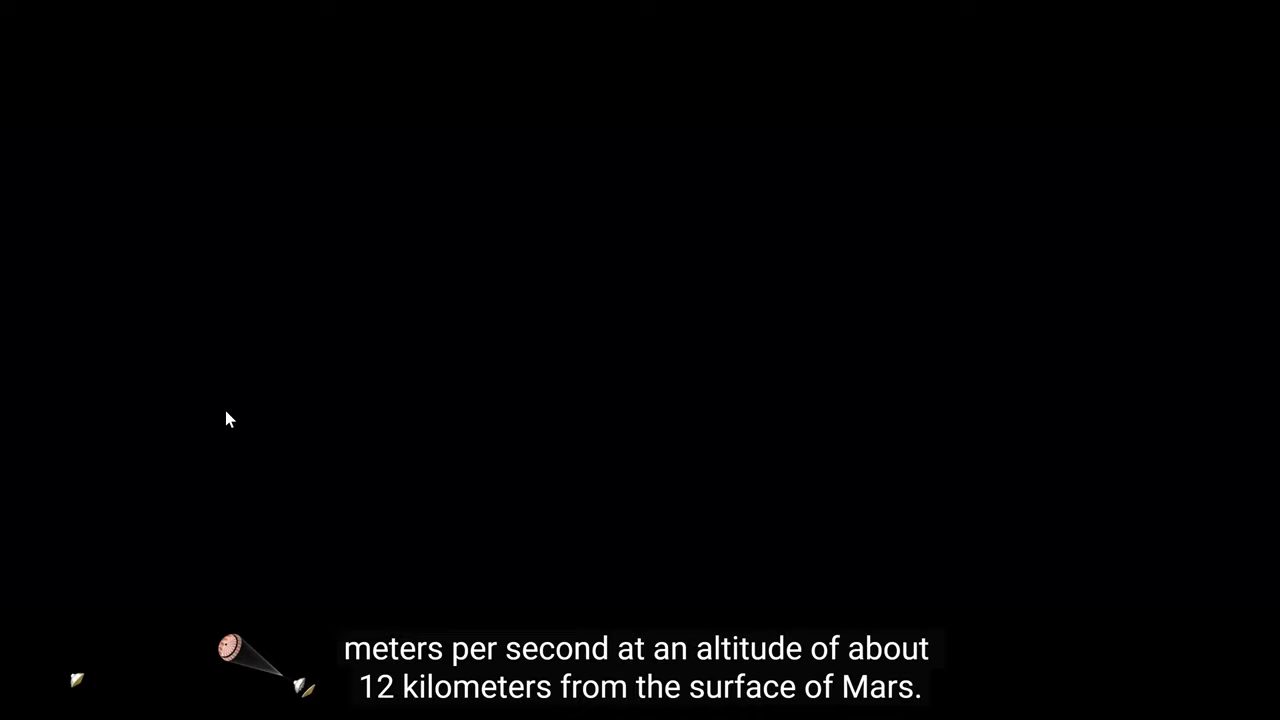 meters per second at an altitude of about
12 kilometers from the surface of Mars.